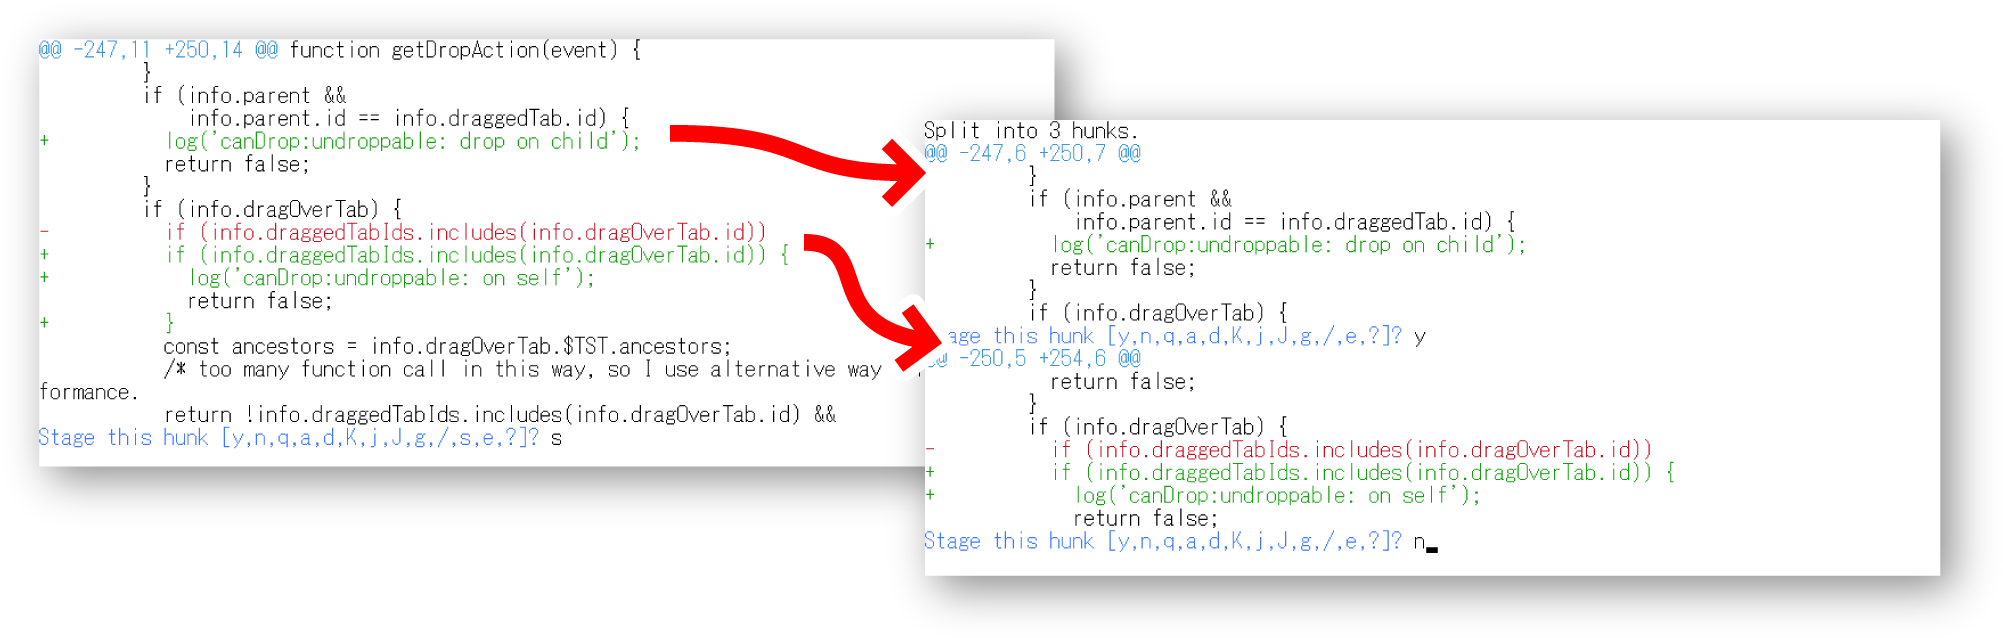 @@ -247,11 +250,14 @@ function getDropAction(event) {
         }
         if (info.parent &&
             info.parent.id == info.draggedTab.id) {
+          log('canDrop:undroppable: drop on child');
           return false;
         }
         if (info.dragOverTab) {
-          if (info.draggedTabIds.includes(info.dragOverTab.id))
+          if (info.draggedTabIds.includes(info.dragOverTab.id)) {
+            log('canDrop:undroppable: on self');
             return false;
+          }
           const ancestors = info.dragOverTab.$TST.ancestors;
           /* too many function call in this way, so I use alternative way
formance.
           return !info.draggedTabIds.includes(info.dragOverTab.id) &&
Stage this hunk [y,n,q,a,d,K,j,J,g,/,s,e,?]? s
Split into 3 hunks.
@@ -247,6 +250,7 @@
         }
         if (info.parent &&
             info.parent.id == info.draggedTab.id) {
+          log('canDrop:undroppable: drop on child');
           return false;
         }
         if (info.dragOverTab) {
age this hunk [y,n,q,a,d,K,j,J,g,/,e,?]? y
@ -250,5 +254,6 @@
           return false;
         }
         if (info.dragOverTab) {
-          if (info.draggedTabIds.includes(info.dragOverTab.id))
+          if (info.draggedTabIds.includes(info.dragOverTab.id)) {
+            log('canDrop:undroppable: on self');
             return false;
Stage this hunk [y,n,q,a,d,K,j,J,g,/,e,?]? n